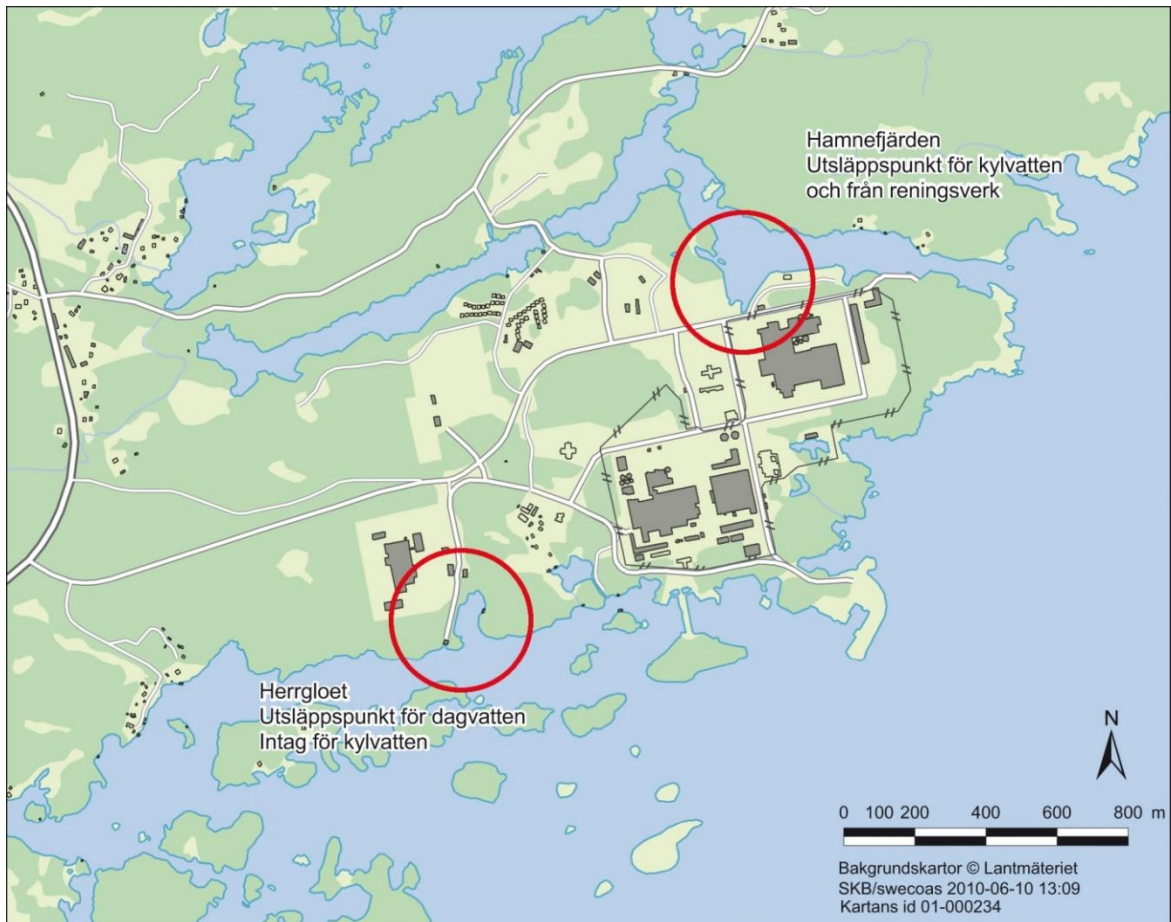 Hamnefjärden
Utsläppspunkt för kylvatten
och från reningsverk
Herrgloet
Utsläppspunkt för dagvatten
Intag för kylvatten
N
0 100 200 400 600 800 m
Bakgrundskartor © Lantmäteriet
SKB/swecoas 2010-06-10 13:09
Kartans id 01-000234